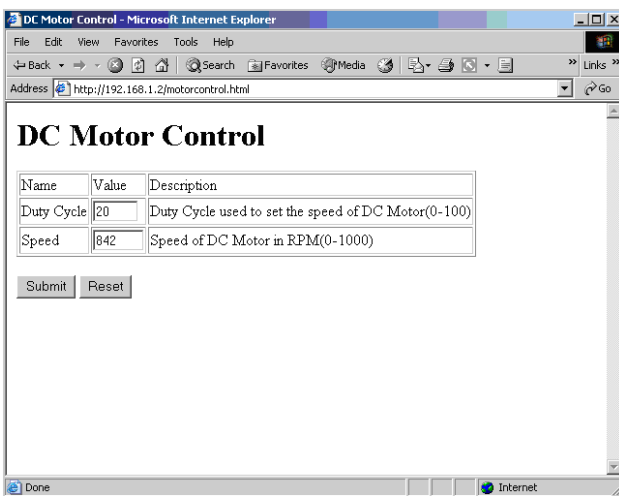 DC Motor Control - Microsoft Internet Explorer
File Edit View Favorites Tools Help
Back Search Favorites Media » Links »
Address http://192.168.1.2/motorcontrol.html Go
DC Motor Control
Name Value Description
Duty Cycle 20 Duty Cycle used to set the speed of DC Motor(0-100)
Speed 842 Speed of DC Motor in RPM(0-1000)
Submit Reset
Done Internet